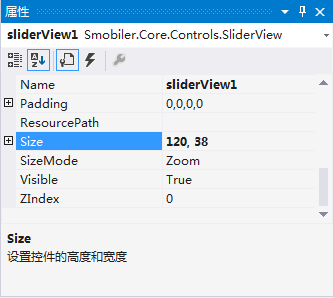 属性
sliderView1 Smobiler.Core.Controls.SliderView
Name sliderView1
Padding 0,0,0,0
ResourcePath
Size 120, 38
SizeMode Zoom
Visible True
ZIndex 0
Size
设置控件的高度和宽度